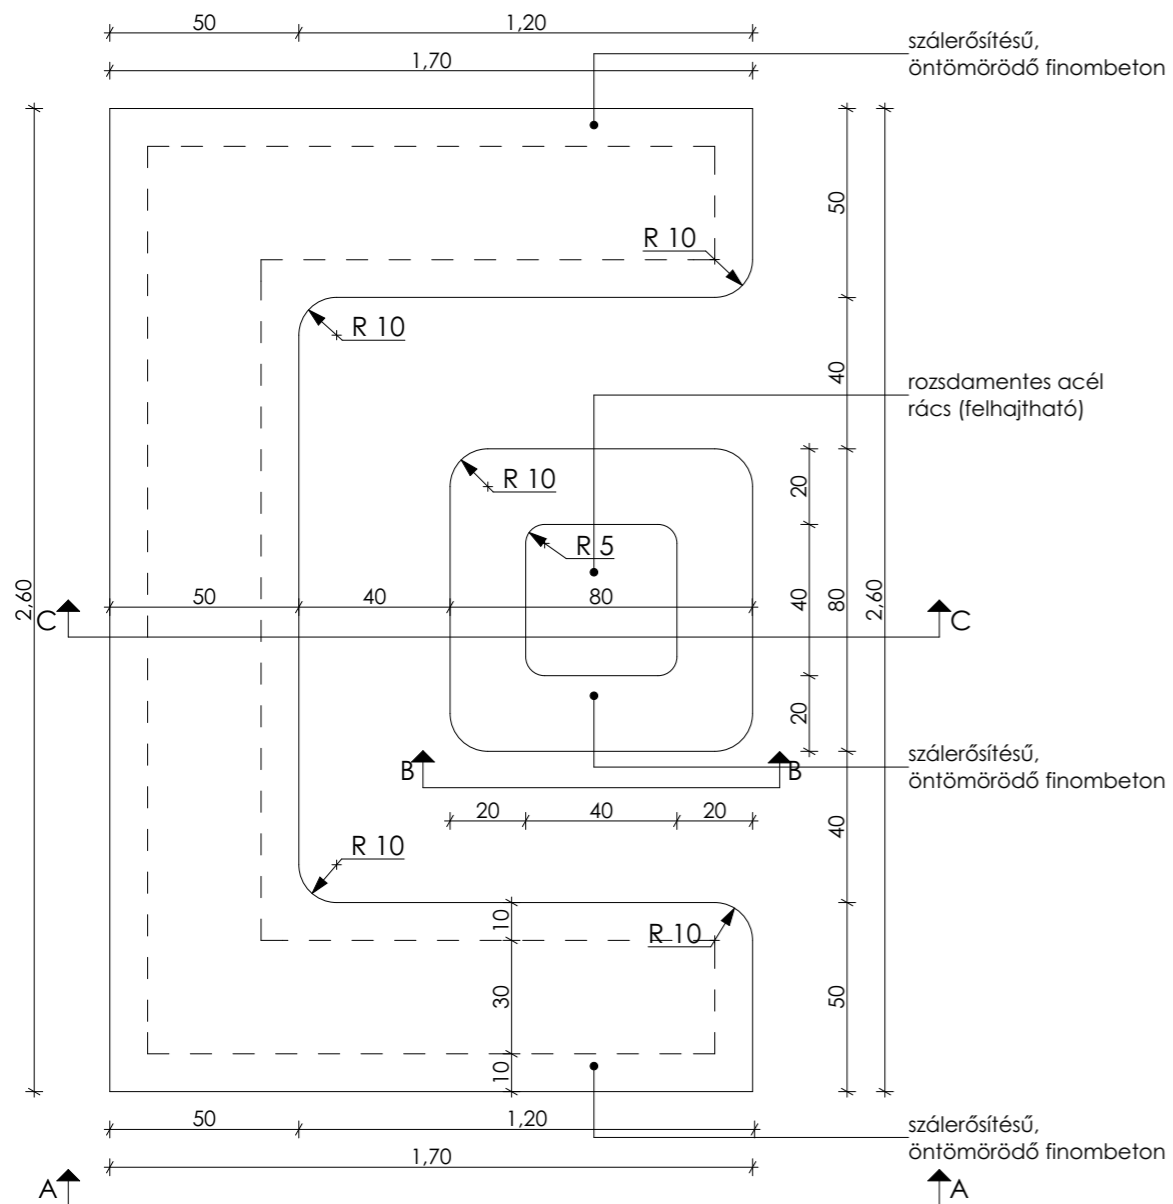 50
1,20
szálerősítésű,
öntömörödő finombeton
1,70
50
R 10
R 10
40
rozsdamentes acél
rács (felhajtható)
R 10
20
R 5
2,60
50
40
80
40
80
2,60
C
C
20
szálerősítésű,
öntömörödő finombeton
B
B
20
40
20
40
R 10
10
R 10
30
50
10
50
1,20
szálerősítésű,
öntömörödő finombeton
1,70
A
A